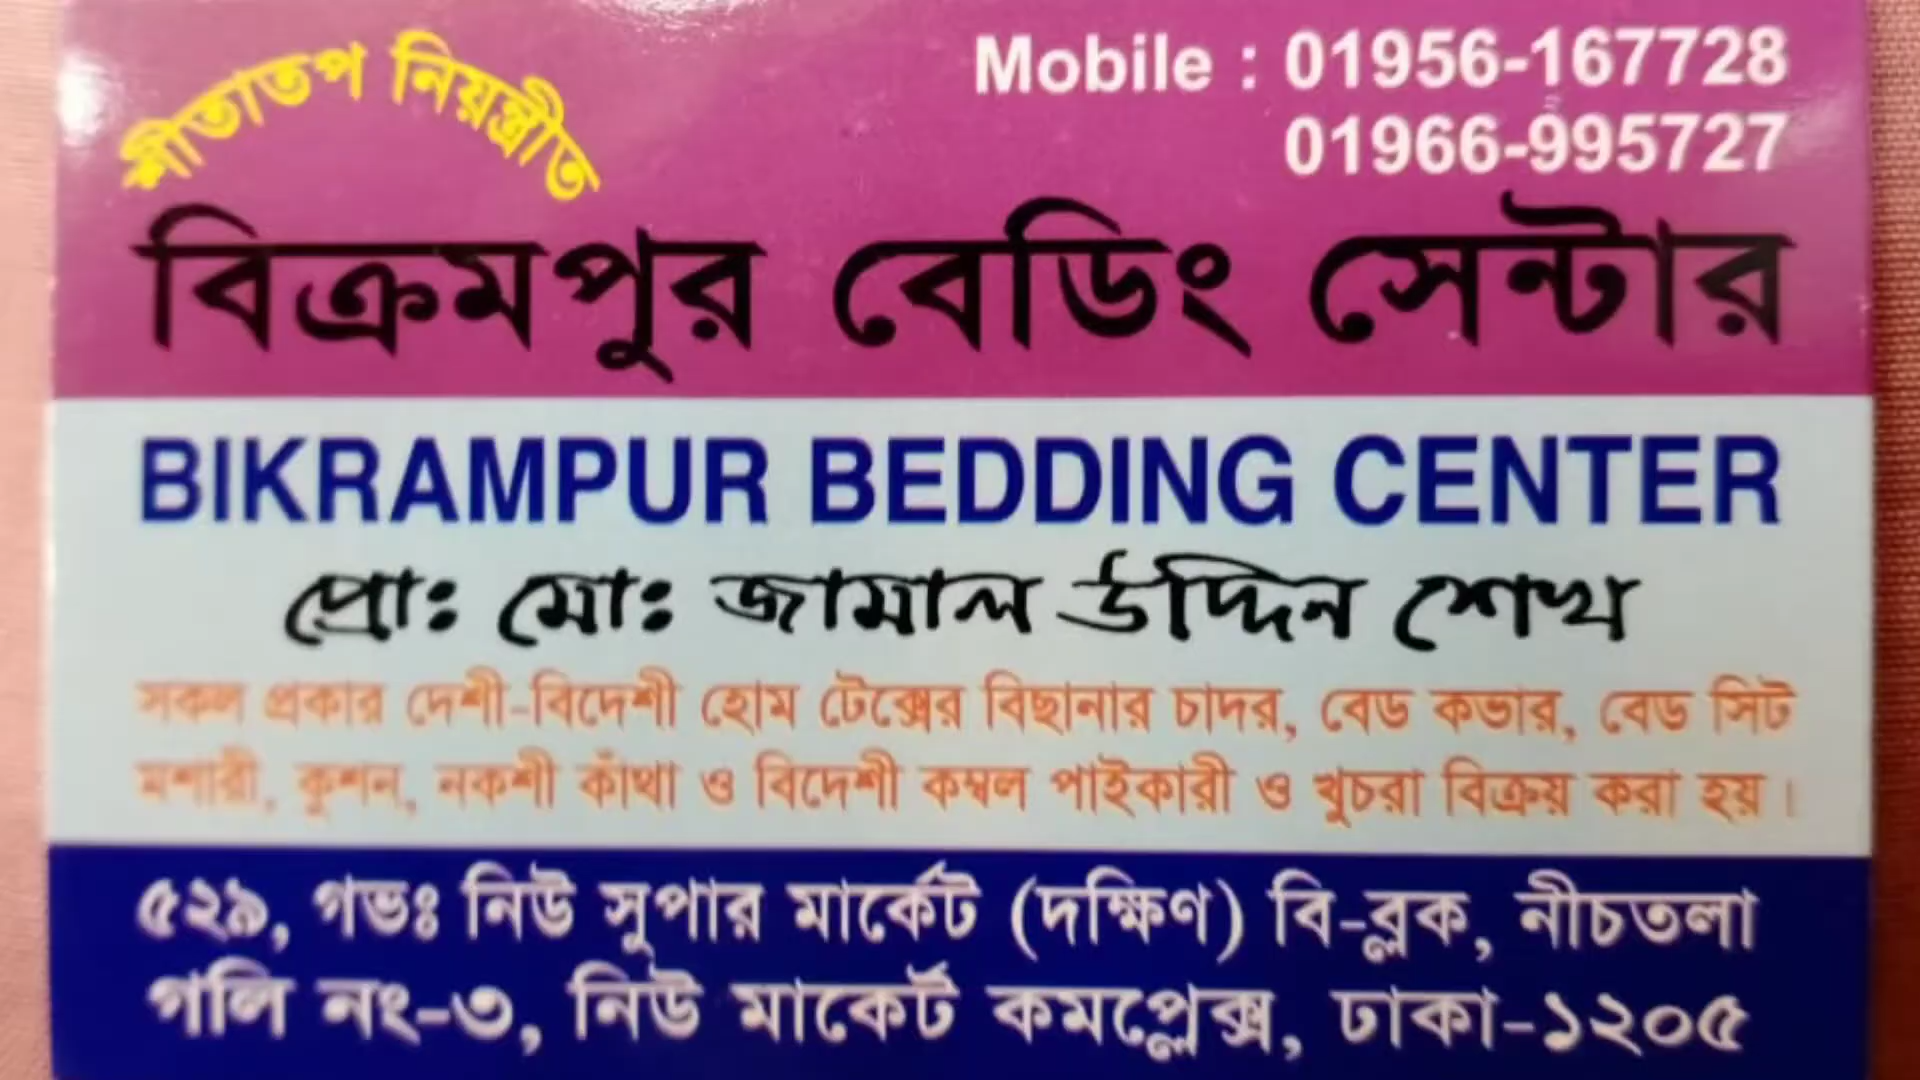 শীতাতপ নিয়ন্ত্রীত
Mobile : 01956-167728
01966-995727
বিক্রমপুর বেডিং সেন্টার
BIKRAMPUR BEDDING CENTER
প্রো: মো: জামাল উদ্দিন শেখ
সকল প্রকার দেশী-বিদেশী হোম টেক্সের বিছানার চাদর, বেড কভার, বেড সিট
মশারী, কুশন, নকশী কাঁথা ও বিদেশী কম্বল পাইকারী ও খুচরা বিক্রয় করা হয়।
৫২৯, গভঃ নিউ সুপার মার্কেট (দক্ষিণ) বি-ব্লক, নীচতলা
গলি নং-৩, নিউ মার্কেট কমপ্লেক্স, ঢাকা-১২০৫